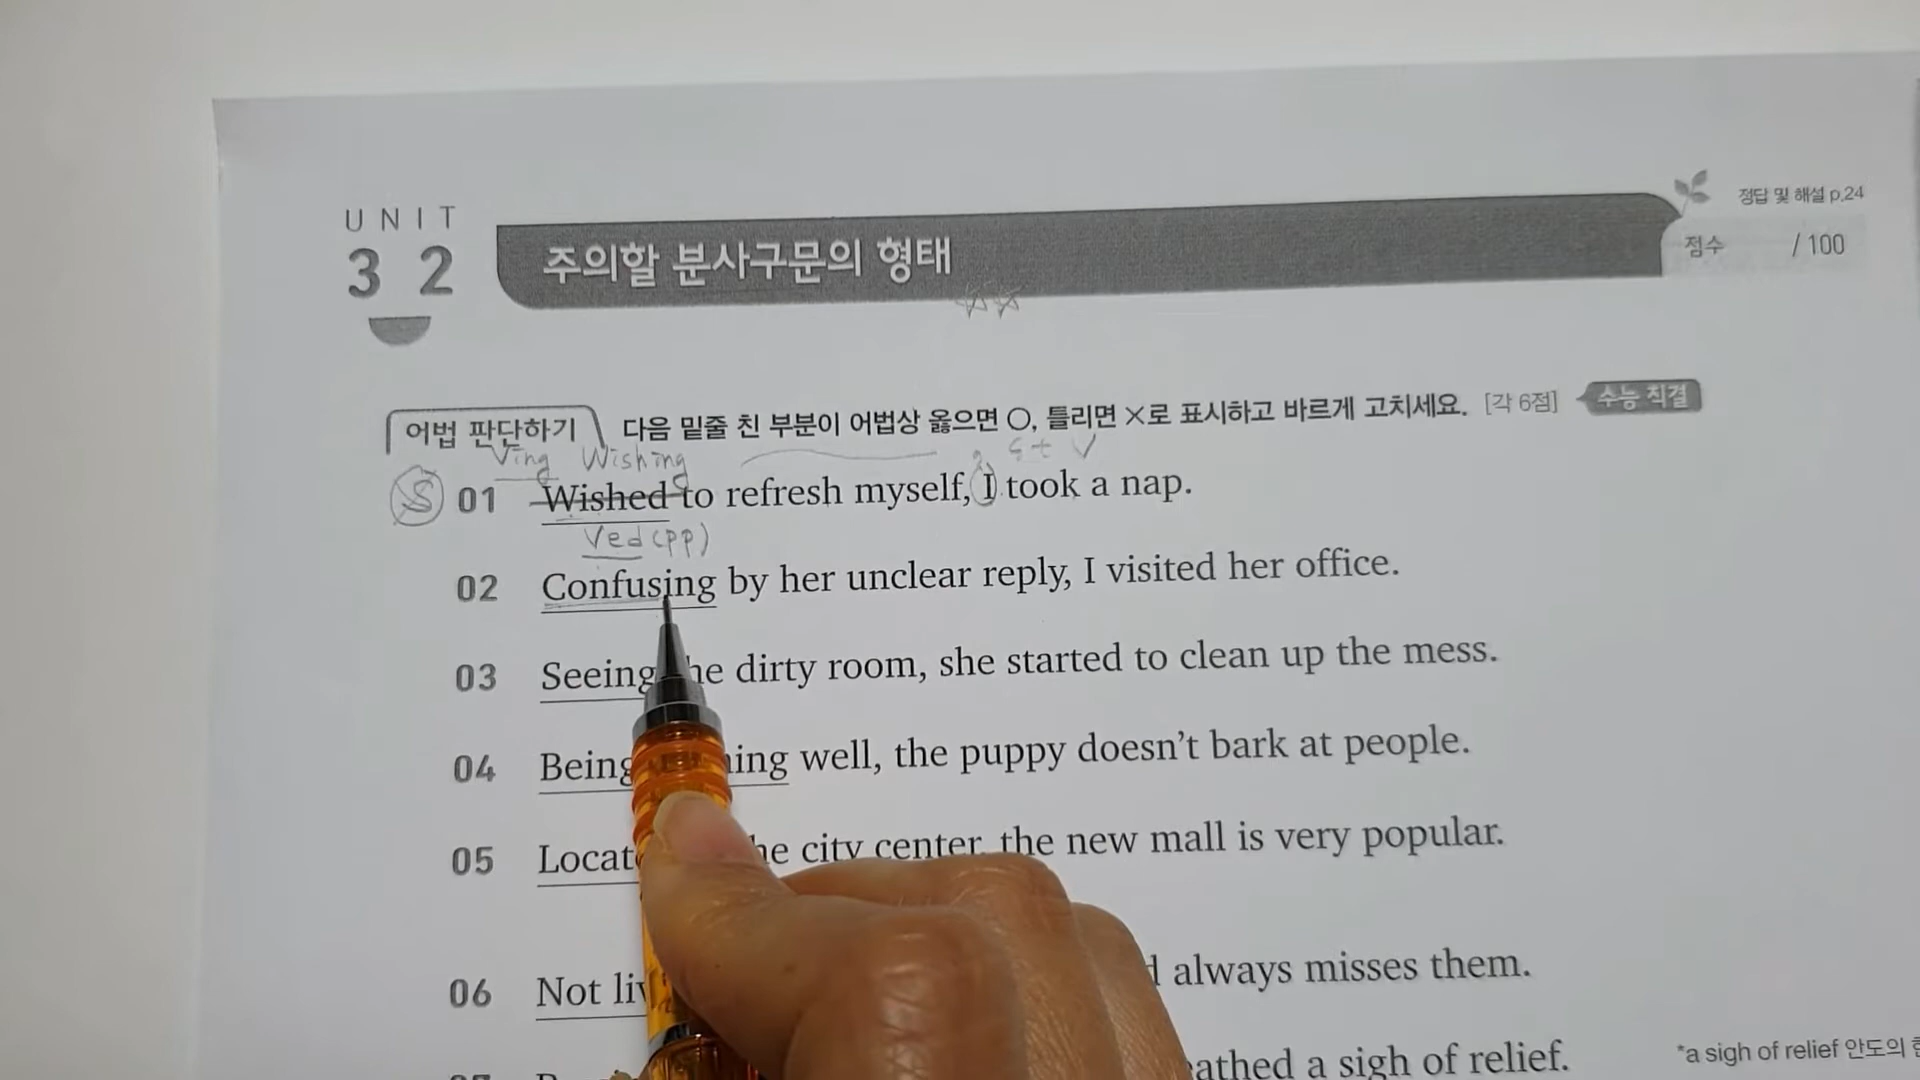 정답 및 해설 p.24
UNIT
32
주의할 분사구문의 형태
점수 / 100
어법 판단하기 다음 밑줄 친 부분이 어법상 옳으면 ○, 틀리면 ×로 표시하고 바르게 고치세요. [각 6점] 수능 직결
Ving Wishing S + V
S 01 Wished to refresh myself, I took a nap.
Ved (pp)
02 Confusing by her unclear reply, I visited her office.
03 Seeing he dirty room, she started to clean up the mess.
04 Being ing well, the puppy doesn't bark at people.
05 Locat he city center, the new mall is very popular.
06 Not liv always misses them.
07 eathed a sigh of relief.
*a sigh of relief 안도의